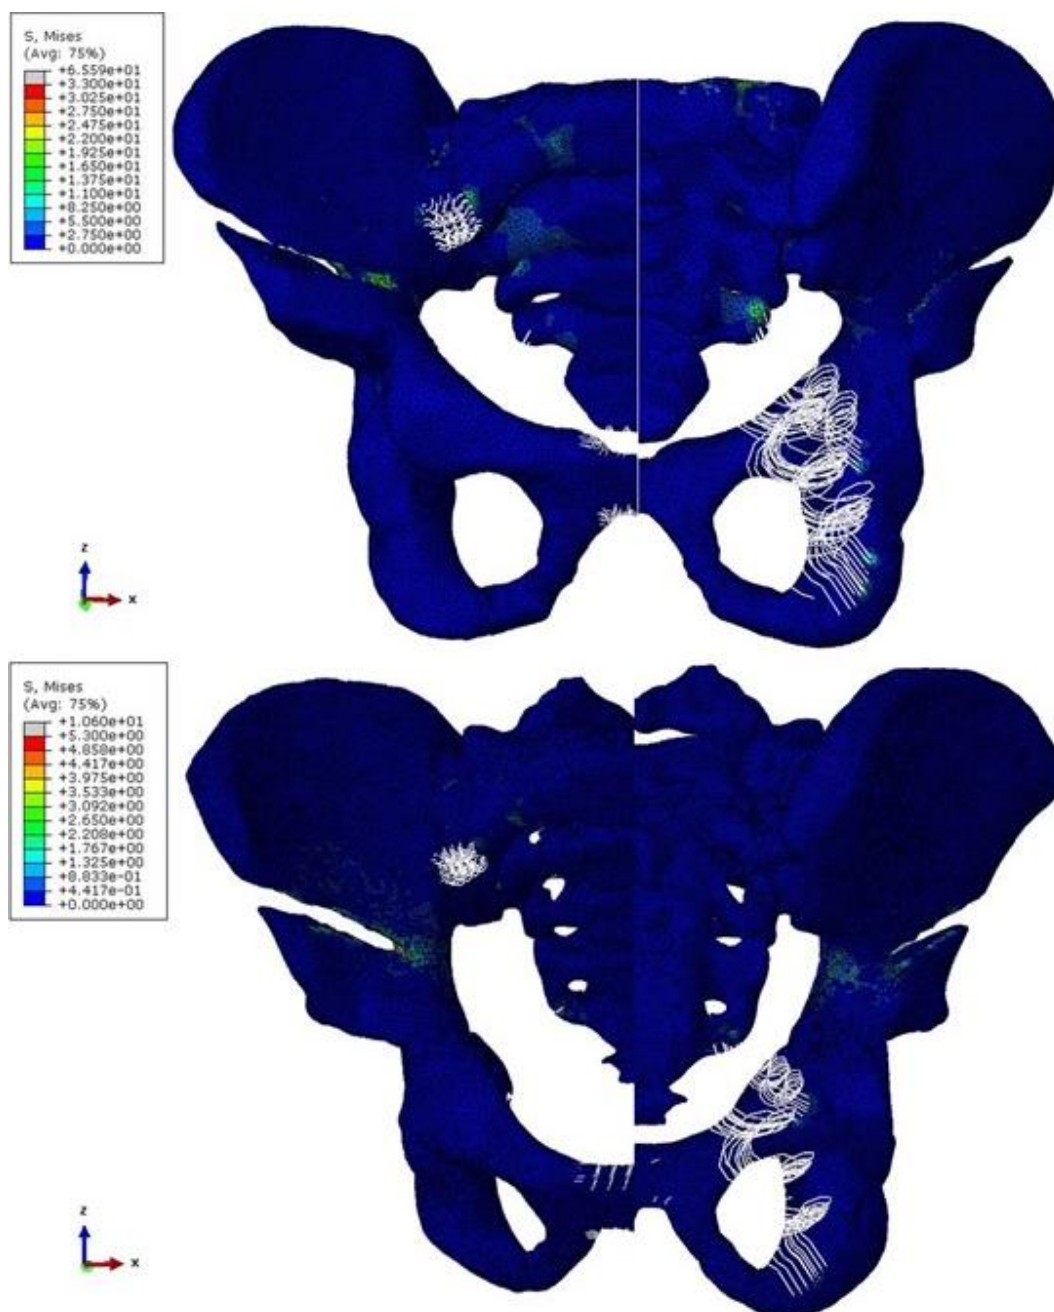 S, Mises
(Avg: 75%)
+6.559e+01
+3.300e+01
+3.025e+01
+2.750e+01
+2.475e+01
+2.200e+01
+1.925e+01
+1.650e+01
+1.375e+01
+1.100e+01
+8.250e+00
+5.500e+00
+2.750e+00
+0.000e+00
z
x
S, Mises
(Avg: 75%)
+1.060e+01
+5.300e+00
+4.858e+00
+4.417e+00
+3.975e+00
+3.533e+00
+3.092e+00
+2.650e+00
+2.208e+00
+1.767e+00
+1.325e+00
+8.833e-01
+4.417e-01
+0.000e+00
z
x